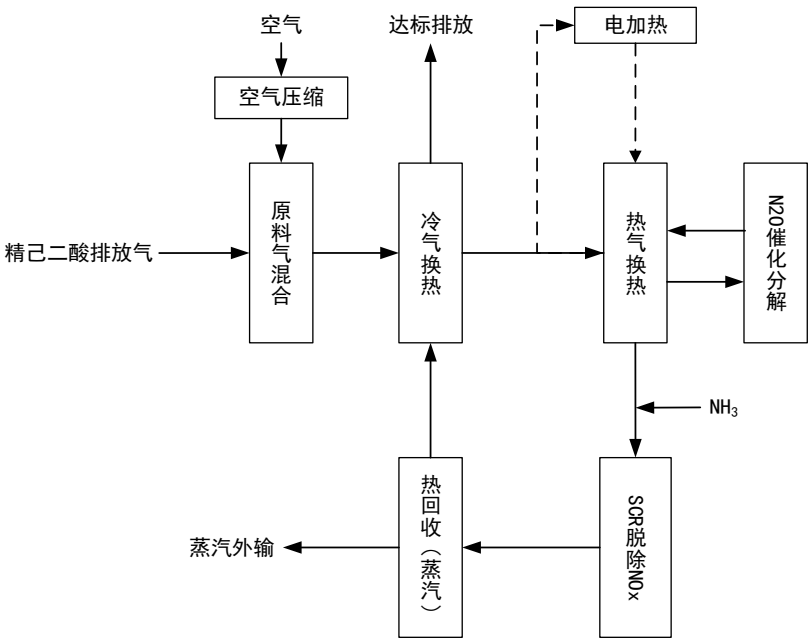 空气
达标排放
电加热
空气压缩
原料气混合
冷气换热
热气换热
N2O催化分解
精己二酸排放气
NH₃
热回收（蒸汽）
SCR脱除NOx
蒸汽外输